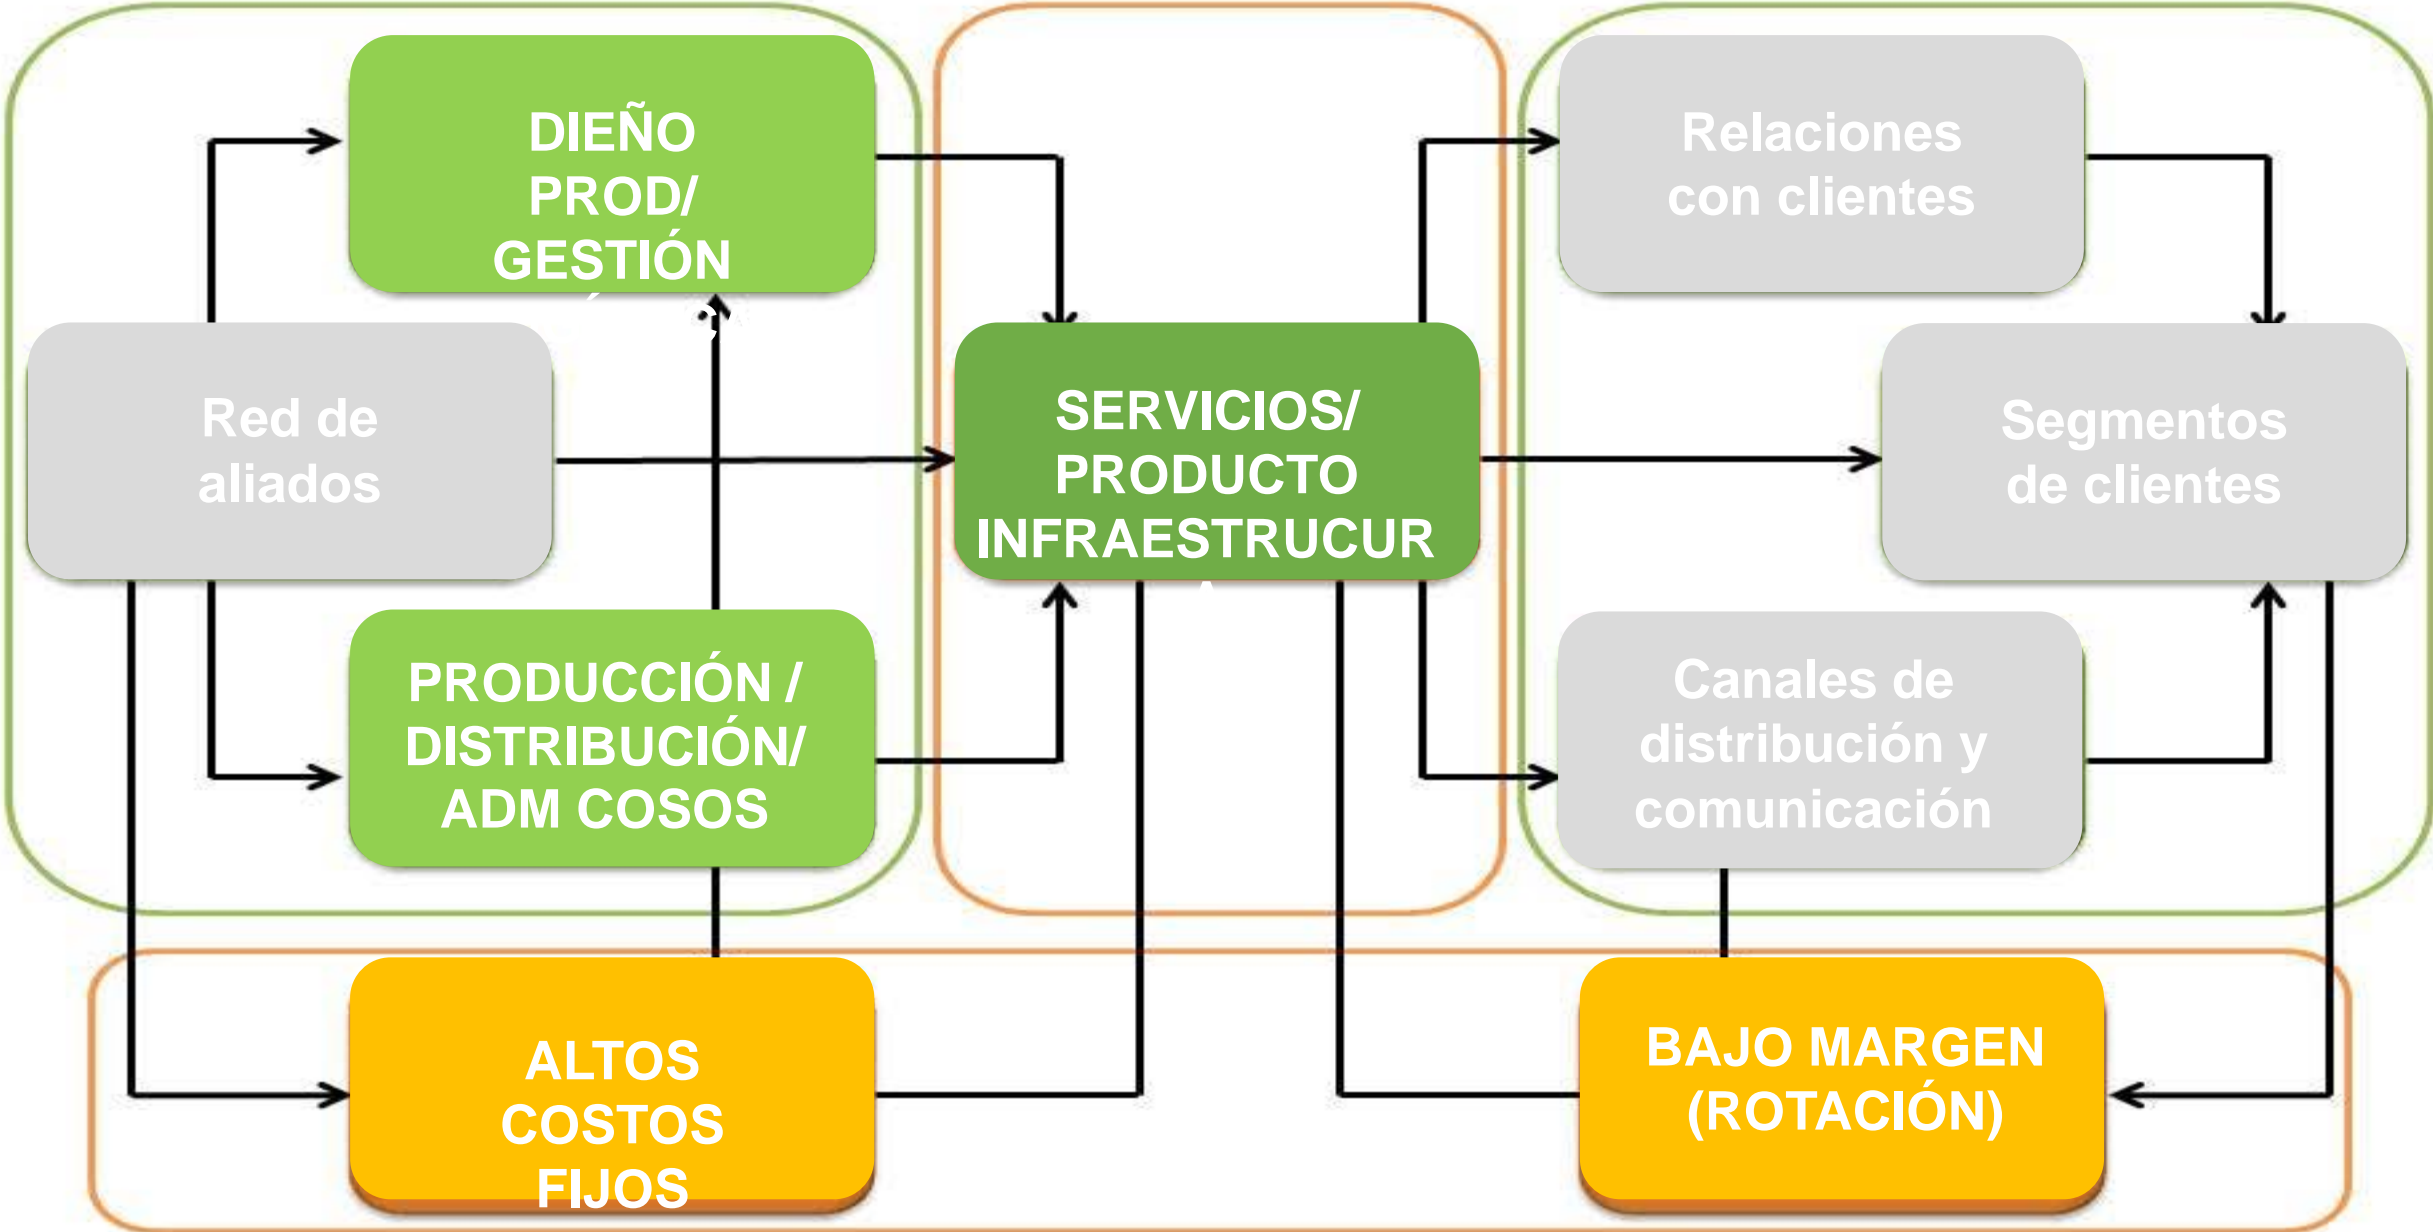 DIEÑO
PROD/
GESTIÓN
Relaciones
con clientes
Red de
aliados
SERVICIOS/
PRODUCTO
INFRAESTRUCUR
Segmentos
de clientes
PRODUCCIÓN /
DISTRIBUCIÓN/
ADM COSOS
Canales de
distribución y
comunicación
ALTOS
COSTOS
FIJOS
BAJO MARGEN
(ROTACIÓN)